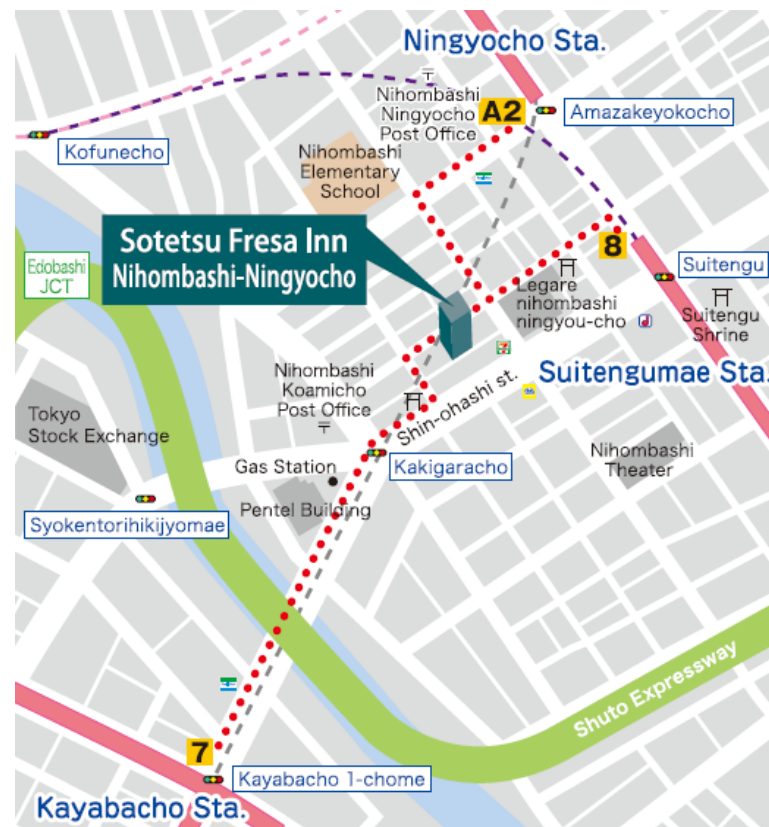 Ningyocho Sta.
Nihombashi
Ningyocho
Post Office
A2
Amazakeyokocho
Kofunecho
Nihombashi
Elementary
School
Sotetsu Fresa Inn
Nihombashi-Ningyocho
Edobashi
JCT
8
Suitengu
Legare
nihombashi
ningyou-cho
Suitengu
Shrine
Nihombashi
Koamicho
Post Office
Suitengumae Sta.
Shin-ohashi st.
Tokyo
Stock Exchange
Gas Station
Kakigaracho
Nihombashi
Theater
Syokentorihikijyomae
Pentel Building
Shuto Expressway
7
Kayabacho 1-chome
Kayabacho Sta.